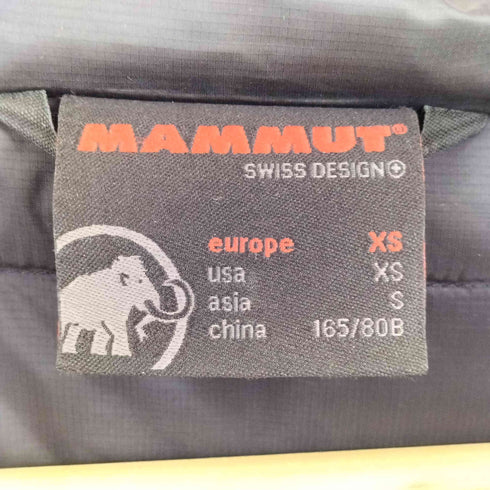 MAMMUT®
SWISS DESIGN
europe XS
usa XS
asia S
china 165/80B